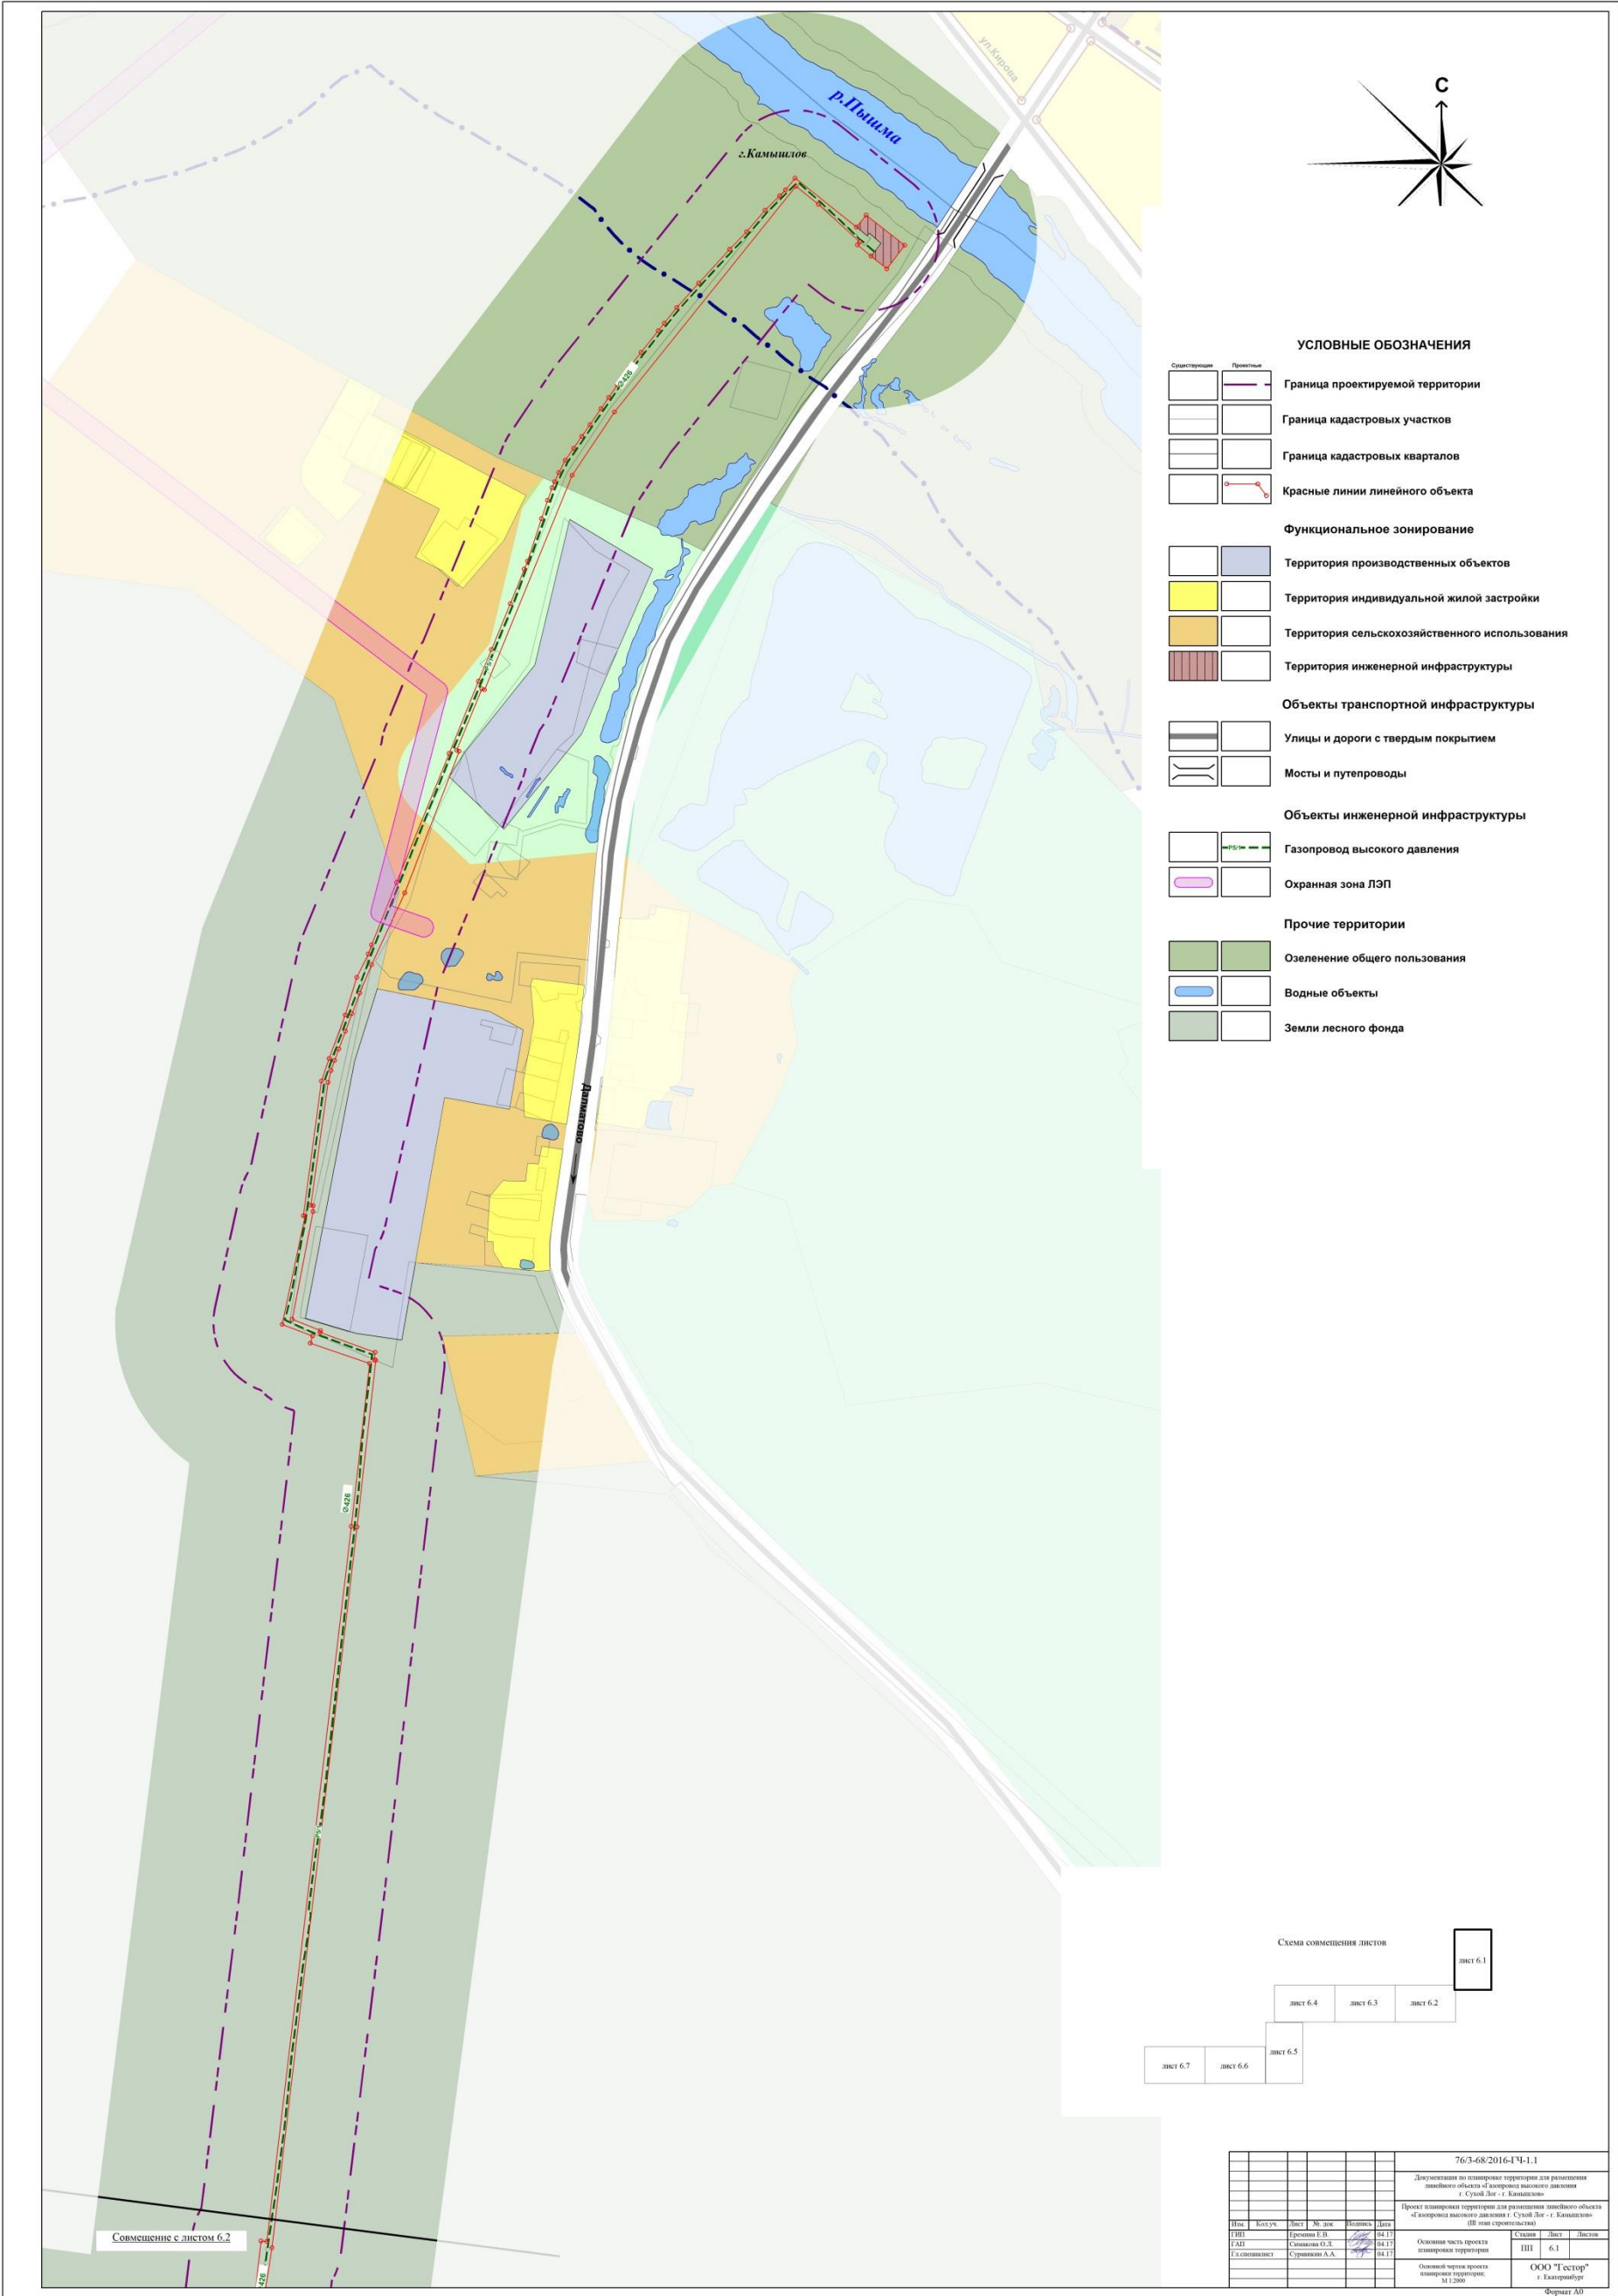 ул.Кирова
С
р.Пышма
г.Камышлов
Ø426
P5/1
Далматово
Ø426
P5/1
Совмещение с листом 6.2
УСЛОВНЫЕ ОБОЗНАЧЕНИЯ
Существующие Проектные
Граница проектируемой территории
Граница кадастровых участков
Граница кадастровых кварталов
Красные линии линейного объекта
Функциональное зонирование
Территория производственных объектов
Территория индивидуальной жилой застройки
Территория сельскохозяйственного использования
Территория инженерной инфраструктуры
Объекты транспортной инфраструктуры
Улицы и дороги с твердым покрытием
Мосты и путепроводы
Объекты инженерной инфраструктуры
P5/1
Газопровод высокого давления
Охранная зона ЛЭП
Прочие территории
Озеленение общего пользования
Водные объекты
Земли лесного фонда
Схема совмещения листов
лист 6.1
лист 6.4 лист 6.3 лист 6.2
лист 6.5
лист 6.7 лист 6.6
76/3-68/2016-ГЧ-1.1
Документация по планировке территории для размещения
линейного объекта «Газопровод высокого давления
г. Сухой Лог - г. Камышлов»
Проект планировки территории для размещения линейного объекта
«Газопровод высокого давления г. Сухой Лог - г. Камышлов»
(III этап строительства)
Изм. Кол.уч. Лист № док Подпись Дата
ГИП Еремина Е.В. 04.17
ГАП Симакова О.Л. 04.17
Гл.специалист 04.17
Основная часть проекта
планировки территории
Стадия Лист Листов
ПП 6.1
Основной чертеж проекта
планировки территории;
М 1:2000
ООО "Гестор"
г. Екатеринбург
Формат А0